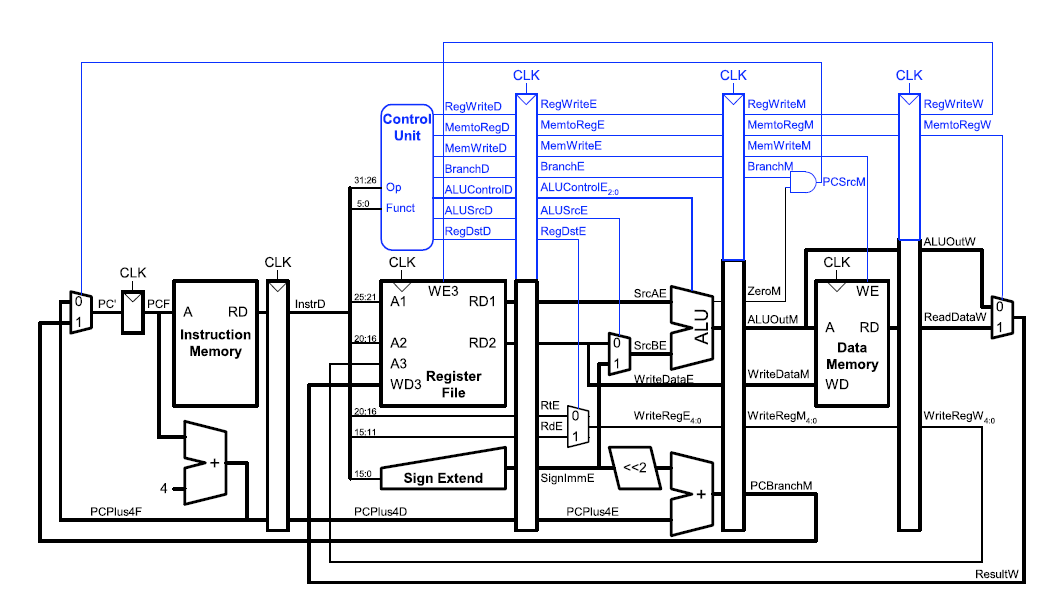 CLK CLK CLK
Control Unit
RegWriteD RegWriteE RegWriteM RegWriteW
MemtoRegD MemtoRegE MemtoRegM MemtoRegW
MemWriteD MemWriteE MemWriteM
BranchD BranchE BranchM
PCSrcM
31:26 Op
ALUControlD ALUControlE2:0
5:0 Funct
ALUSrcD ALUSrcE
RegDstD RegDstE
ALUOutW
CLK CLK CLK CLK
WE3 SrcAE ZeroM WE
0 PC' PCF A RD InstrD 25:21 A1 RD1 0
1 Instruction Memory ALU ALUOutM A RD ReadDataW 1
20:16 A2 RD2 0 SrcBE Data Memory
A3 1
WD3 Register File WriteDataE WriteDataM WD
20:16 RtE 0
15:11 RdE 1 WriteRegE4:0 WriteRegM4:0 WriteRegW4:0
+
15:0 Sign Extend SignImmE <<2
4 + PCBranchM
PCPlus4F PCPlus4D PCPlus4E
ResultW